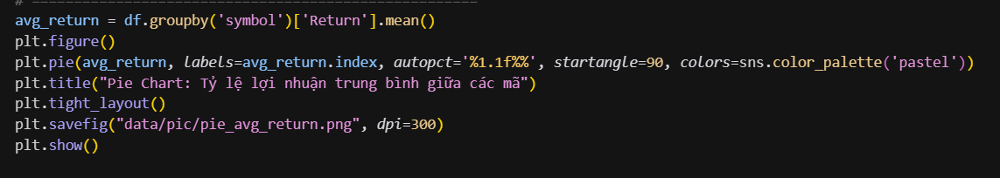 # ----------------------------------------------------
avg_return = df.groupby('symbol')['Return'].mean()
plt.figure()
plt.pie(avg_return, labels=avg_return.index, autopct='%1.1f%%', startangle=90, colors=sns.color_palette('pastel'))
plt.title("Pie Chart: Tỷ lệ lợi nhuận trung bình giữa các mã")
plt.tight_layout()
plt.savefig("data/pic/pie_avg_return.png", dpi=300)
plt.show()